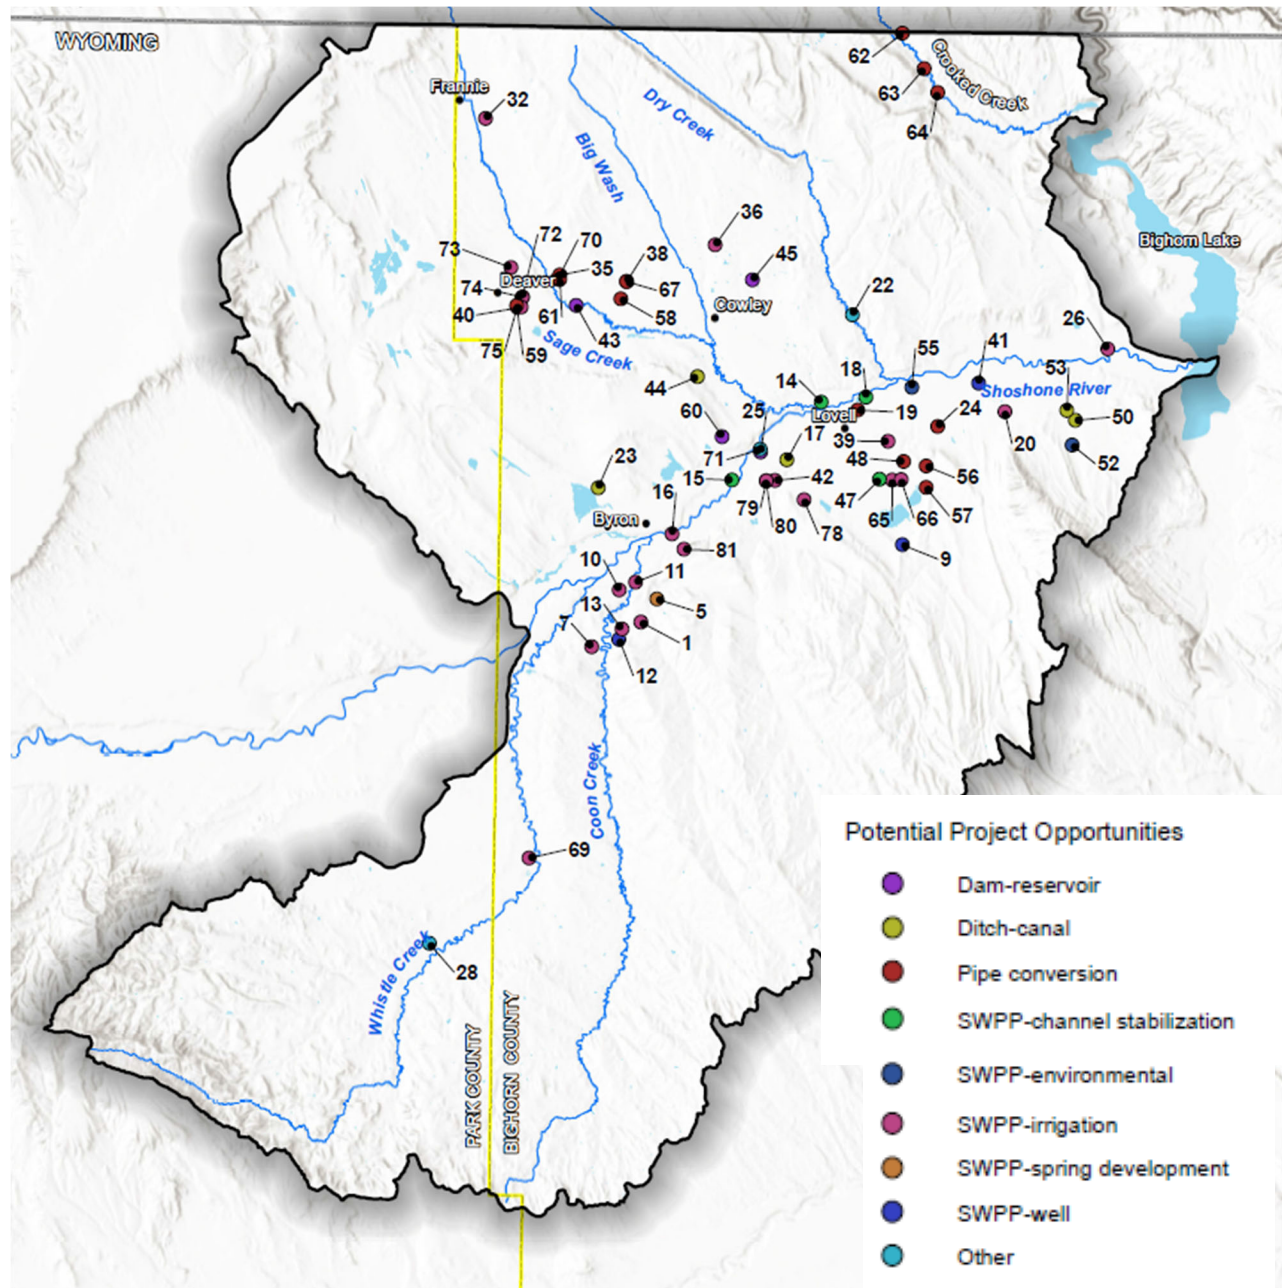 WYOMING
62
Crooked Creek
63
64
Frannie
32
Dry Creek
Big Wash
36
45
Bighorn Lake
73
72
70
35
38
74
Deaver
67
22
40
61
58
Cowley
43
75
59
Sage Creek
26
44
14
18
55
41
53
Shoshone River
60
25
Lovell
19
24
50
17
39
20
71
48
52
23
15
42
56
16
79
80
47
65
66
57
Byron
78
81
9
10
11
5
13
7
1
12
Coon Creek
69
Whistle Creek
28
PARK COUNTY
BIGHORN COUNTY
Potential Project Opportunities
Dam-reservoir
Ditch-canal
Pipe conversion
SWPP-channel stabilization
SWPP-environmental
SWPP-irrigation
SWPP-spring development
SWPP-well
Other